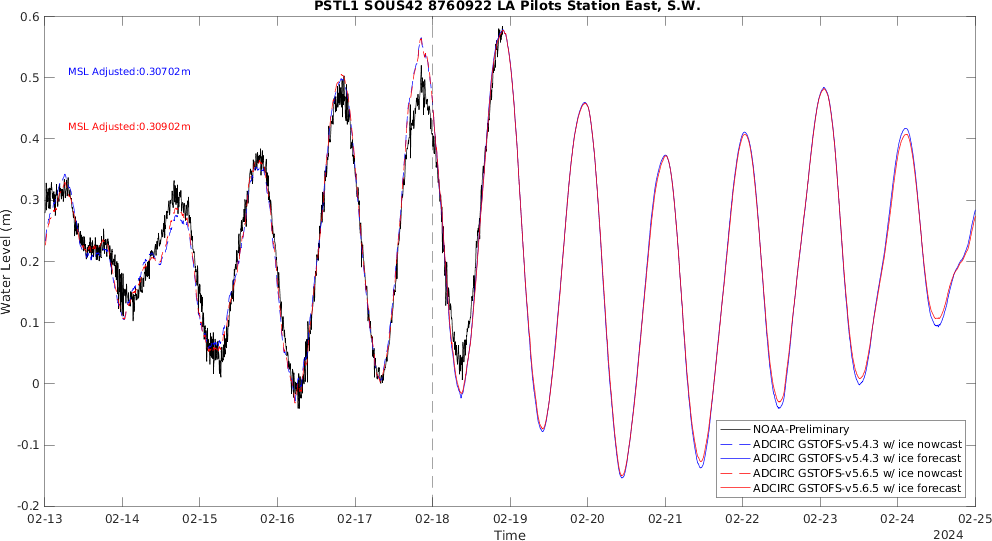 PSTL1 SOUS42 8760922 LA Pilots Station East, S.W.
0.6
0.5
0.4
0.3
0.2
0.1
0
-0.1
-0.2
Water Level (m)
MSL Adjusted:0.30702m
MSL Adjusted:0.30902m
NOAA-Preliminary
ADCIRC GSTOFS-v5.4.3 w/ ice nowcast
ADCIRC GSTOFS-v5.4.3 w/ ice forecast
ADCIRC GSTOFS-v5.6.5 w/ ice nowcast
ADCIRC GSTOFS-v5.6.5 w/ ice forecast
02-13 02-14 02-15 02-16 02-17 02-18 02-19 02-20 02-21 02-22 02-23 02-24 02-25
Time
2024